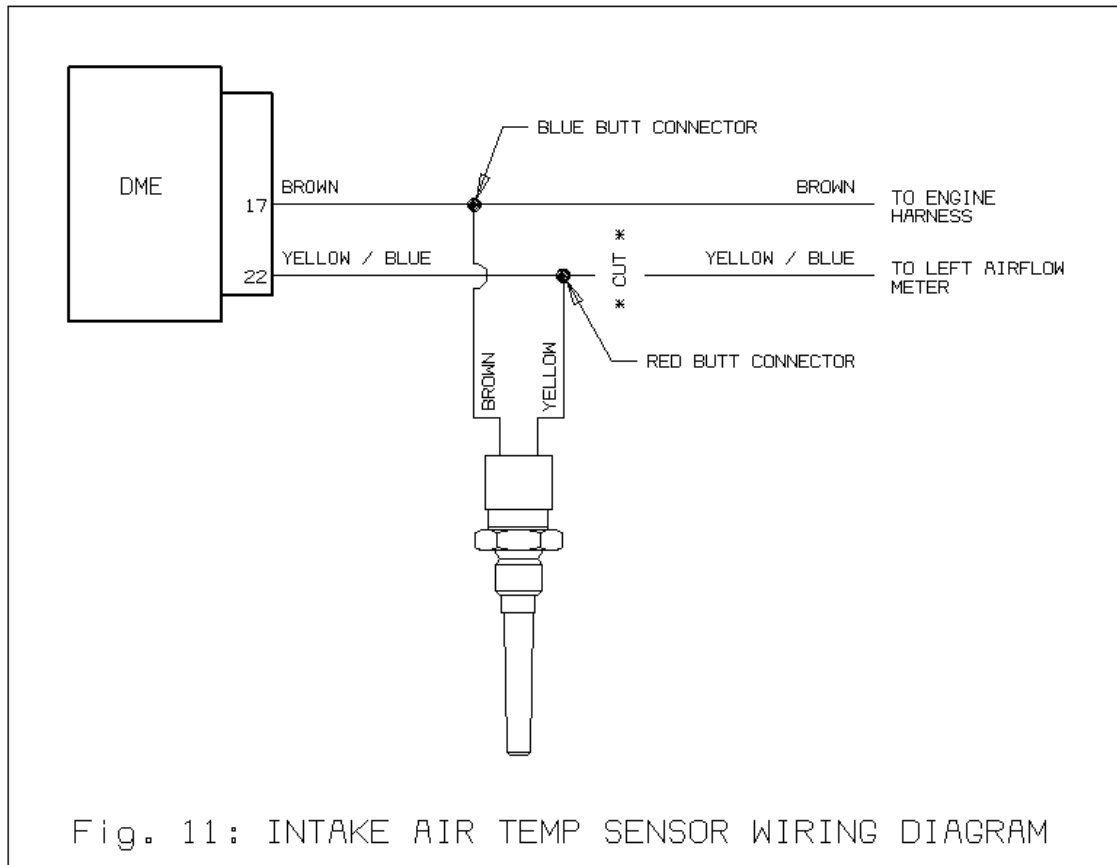 BLUE BUTT CONNECTOR
DME
BROWN
BROWN
17
TO ENGINE
HARNESS
* CUT *
YELLOW / BLUE
YELLOW / BLUE
22
TO LEFT AIRFLOW
METER
RED BUTT CONNECTOR
BROWN
YELLOW
Fig. 11: INTAKE AIR TEMP SENSOR WIRING DIAGRAM